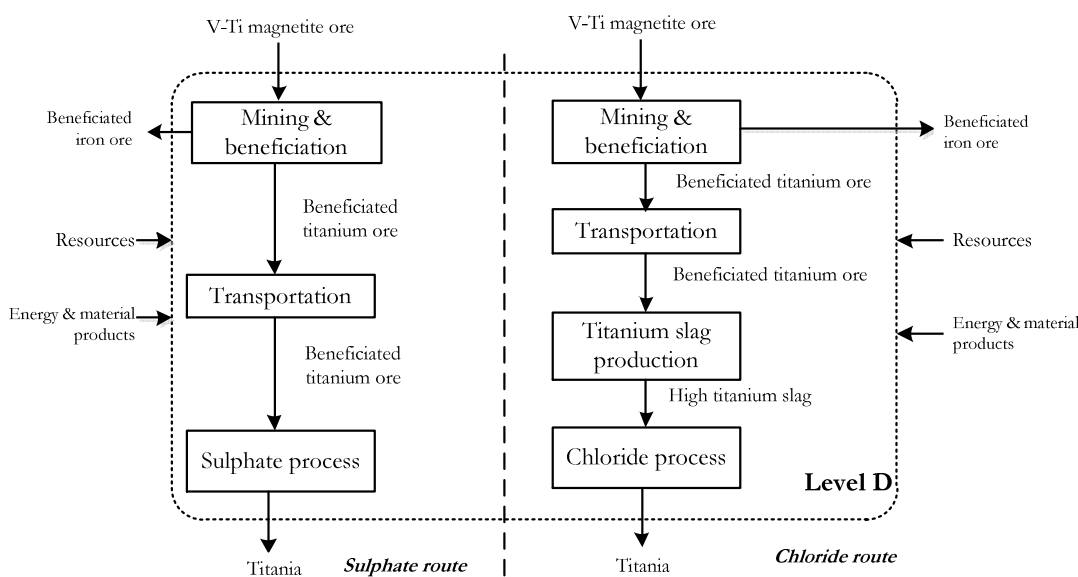 V-Ti magnetite ore
Mining &
beneficiation
Beneficiated
iron ore
Beneficiated
titanium ore
Resources
Transportation
Energy & material
products
Beneficiated
titanium ore
Sulphate process
Titania
Sulphate route
V-Ti magnetite ore
Mining &
beneficiation
Beneficiated
iron ore
Beneficiated titanium ore
Transportation
Resources
Beneficiated titanium ore
Titanium slag
production
Energy & material
products
High titanium slag
Chloride process
Level D
Titania
Chloride route